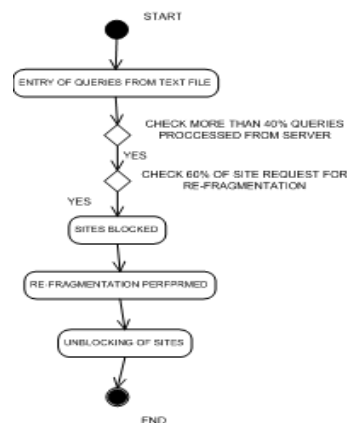 START
ENTRY OF QUERIES FROM TEXT FILE
CHECK MORE THAN 40% QUERIES
PROCCESSED FROM SERVER
YES
CHECK 60% OF SITE REQUEST FOR
RE-FRAGMENTATION
YES
SITES BLOCKED
RE-FRAGMENTATION PERFPRMED
UNBLOCKING OF SITES
END